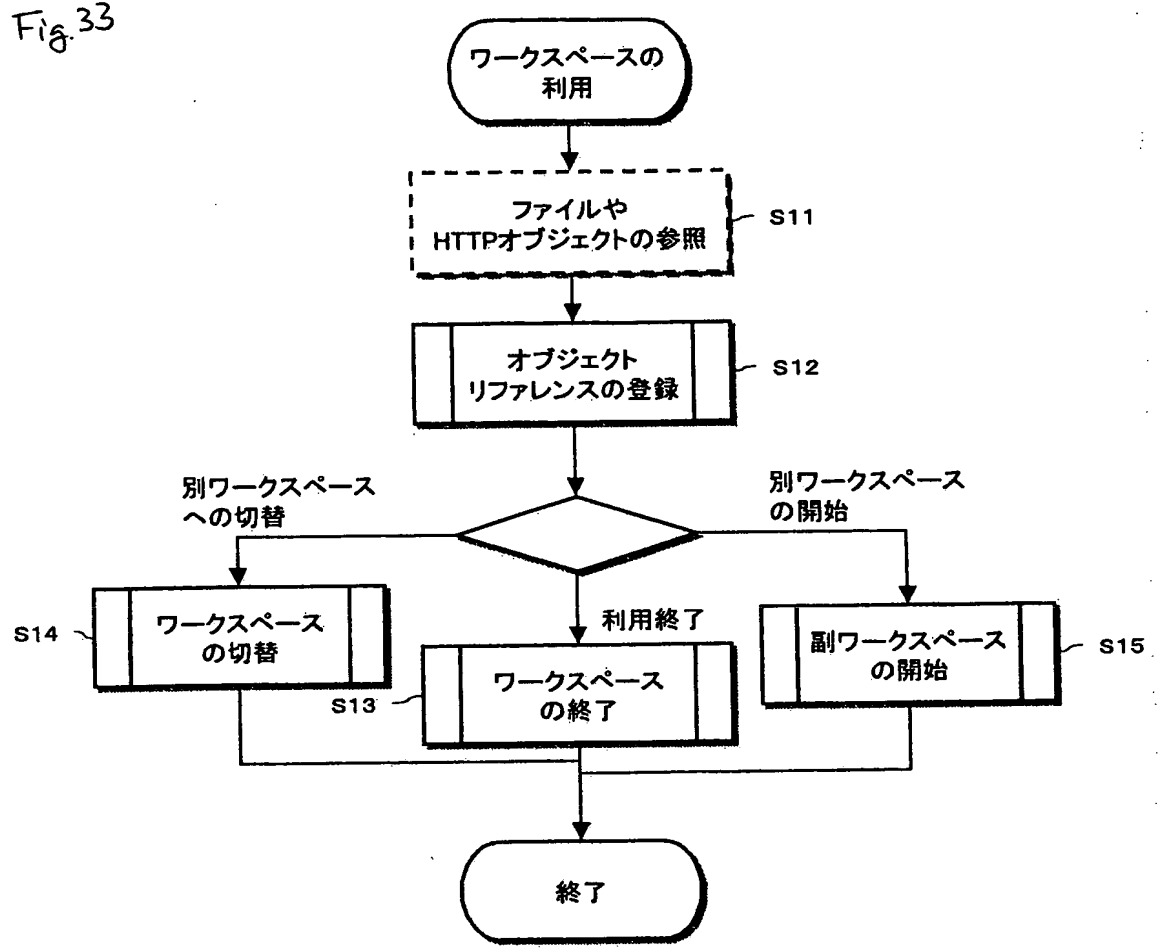 Fig.33
ワークスペースの
利用
ファイルや
HTTPオブジェクトの参照
S11
オブジェクト
リファレンスの登録
S12
別ワークスペース
への切替
別ワークスペース
の開始
S14
ワークスペース
の切替
利用終了
S13
ワークスペース
の終了
副ワークスペース
の開始
S15
終了